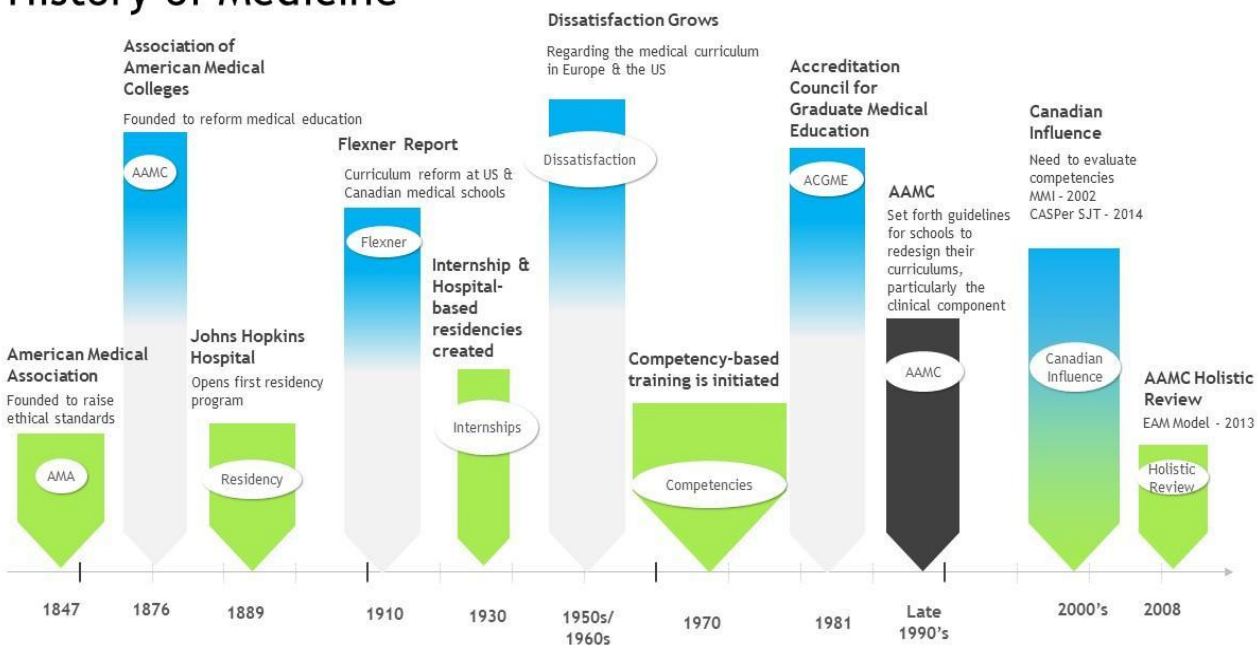 History of Medicine
Dissatisfaction Grows
Regarding the medical curriculum
in Europe & the US
Association of
American Medical
Colleges
Founded to reform medical education
Accreditation
Council for
Graduate Medical
Education
Canadian
Influence
Need to evaluate
competencies
MMI - 2002
CASPer SJT - 2014
Flexner Report
Curriculum reform at US &
Canadian medical schools
AAMC
Set forth guidelines
for schools to
redesign their
curriculums,
particularly the
clinical component
Internship &
Hospital-
based
residencies
created
Johns Hopkins
Hospital
Opens first residency
program
American Medical
Association
Founded to raise
ethical standards
Competency-based
training is initiated
AAMC Holistic
Review
EAM Model - 2013
AMA
AAMC
Residency
Flexner
Internships
Dissatisfaction
Competencies
ACGME
AAMC
Canadian
Influence
Holistic
Review
1847
1876
1889
1910
1930
1950s/
1960s
1970
1981
Late
1990's
2000's
2008